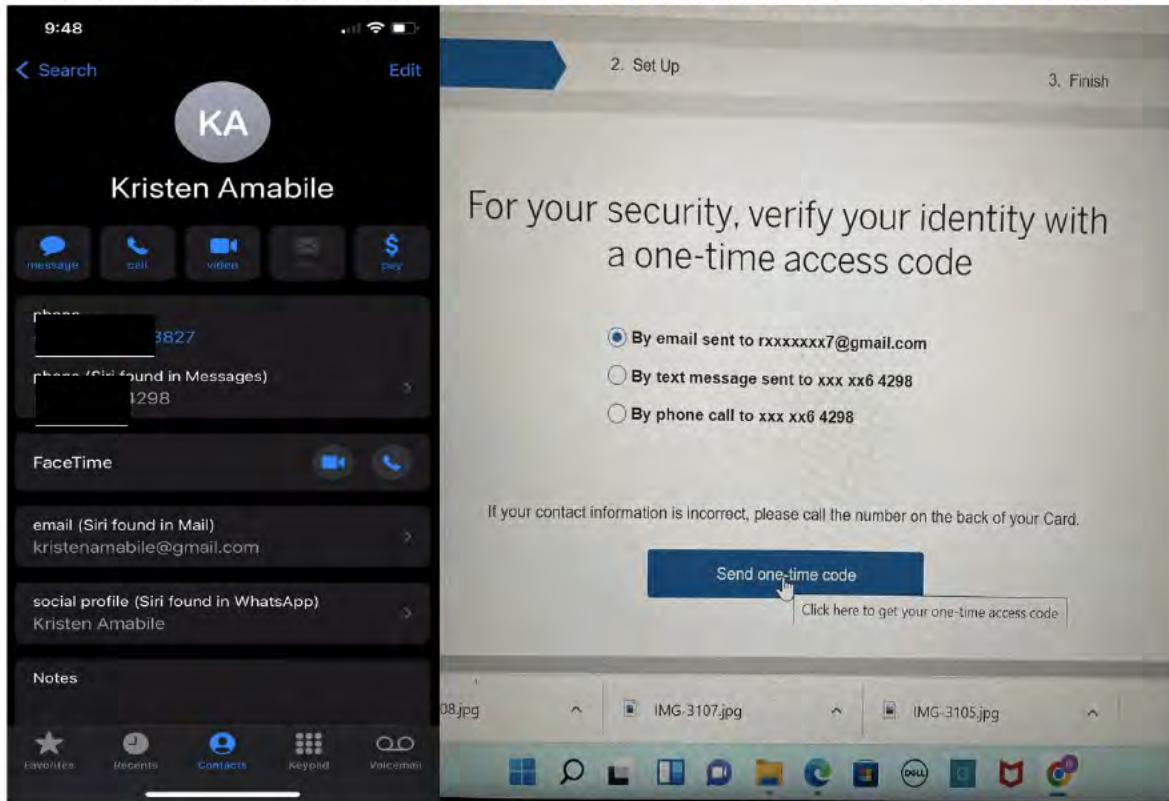 9:48
Search
Edit
KA
Kristen Amabile
message
call
video
pay
phone
3827
phone (Siri found in Messages)
4298
FaceTime
email (Siri found in Mail)
kristenamabile@gmail.com
social profile (Siri found in WhatsApp)
Kristen Amabile
Notes
Favorites
Recents
Contacts
Keypad
Voicemail
2. Set Up
3. Finish
For your security, verify your identity with
a one-time access code
By email sent to rxxxxxxx7@gmail.com
By text message sent to xxx xx6 4298
By phone call to xxx xx6 4298
If your contact information is incorrect, please call the number on the back of your Card.
Send one-time code
Click here to get your one-time access code
08.jpg
IMG-3107.jpg
IMG-3105.jpg
DELL